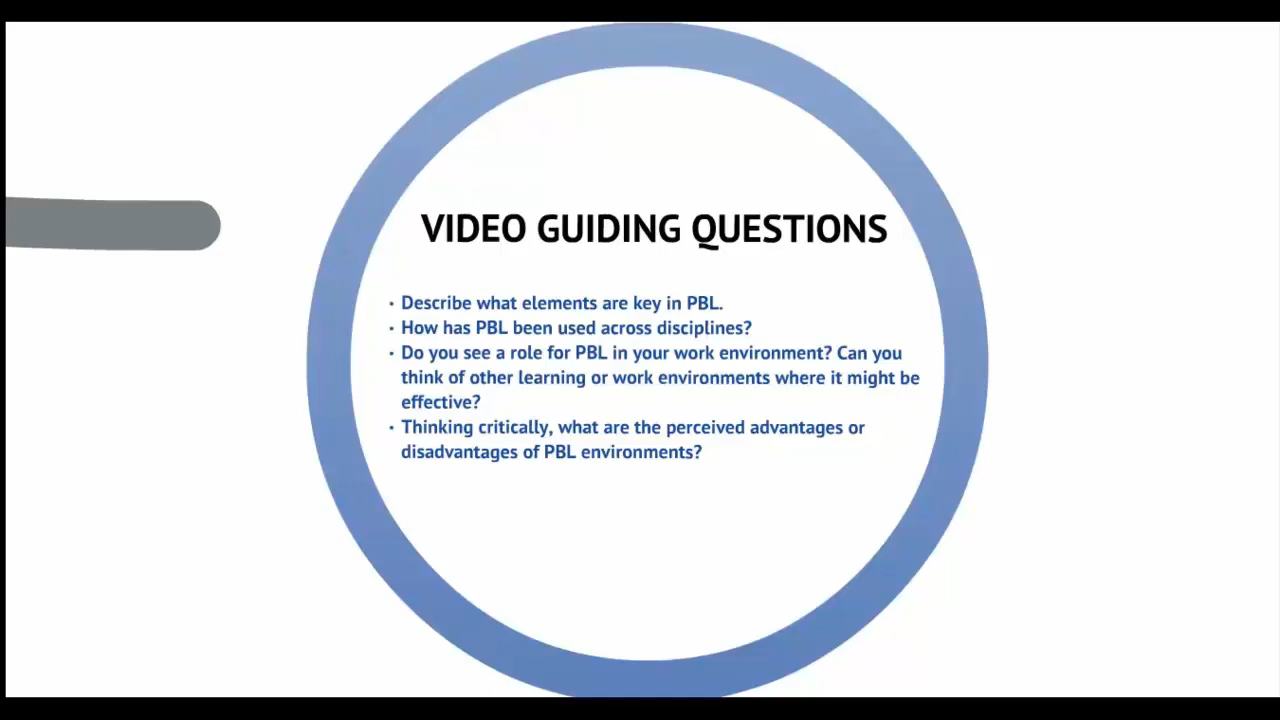 VIDEO GUIDING QUESTIONS
• Describe what elements are key in PBL.
• How has PBL been used across disciplines?
• Do you see a role for PBL in your work environment? Can you
think of other learning or work environments where it might be
effective?
• Thinking critically, what are the perceived advantages or
disadvantages of PBL environments?